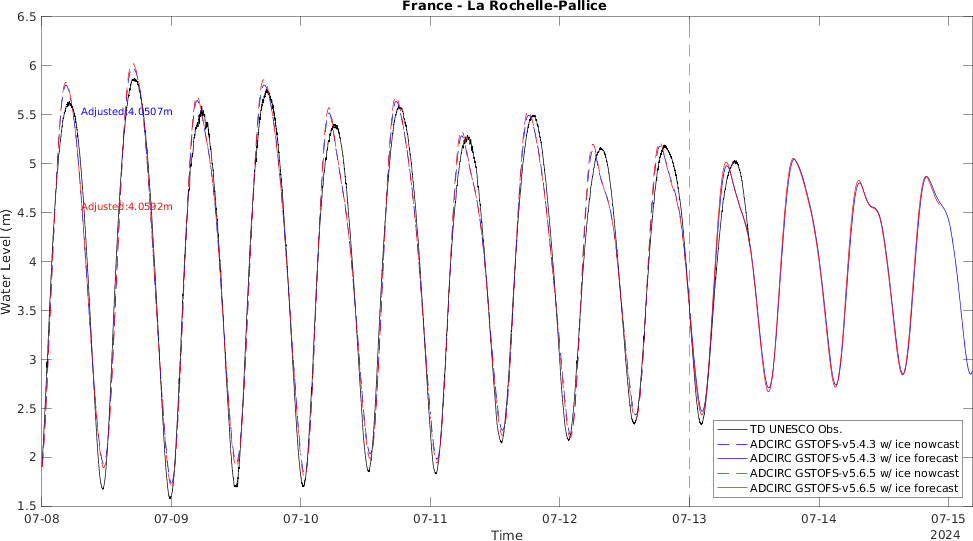 France - La Rochelle-Pallice
6.5
6
5.5
5
4.5
4
3.5
3
2.5
2
1.5
Water Level (m)
Adjusted:4.0507m
Adjusted:4.0592m
TD UNESCO Obs.
ADCIRC GSTOFS-v5.4.3 w/ ice nowcast
ADCIRC GSTOFS-v5.4.3 w/ ice forecast
ADCIRC GSTOFS-v5.6.5 w/ ice nowcast
ADCIRC GSTOFS-v5.6.5 w/ ice forecast
07-08 07-09 07-10 07-11 07-12 07-13 07-14 07-15
Time
2024